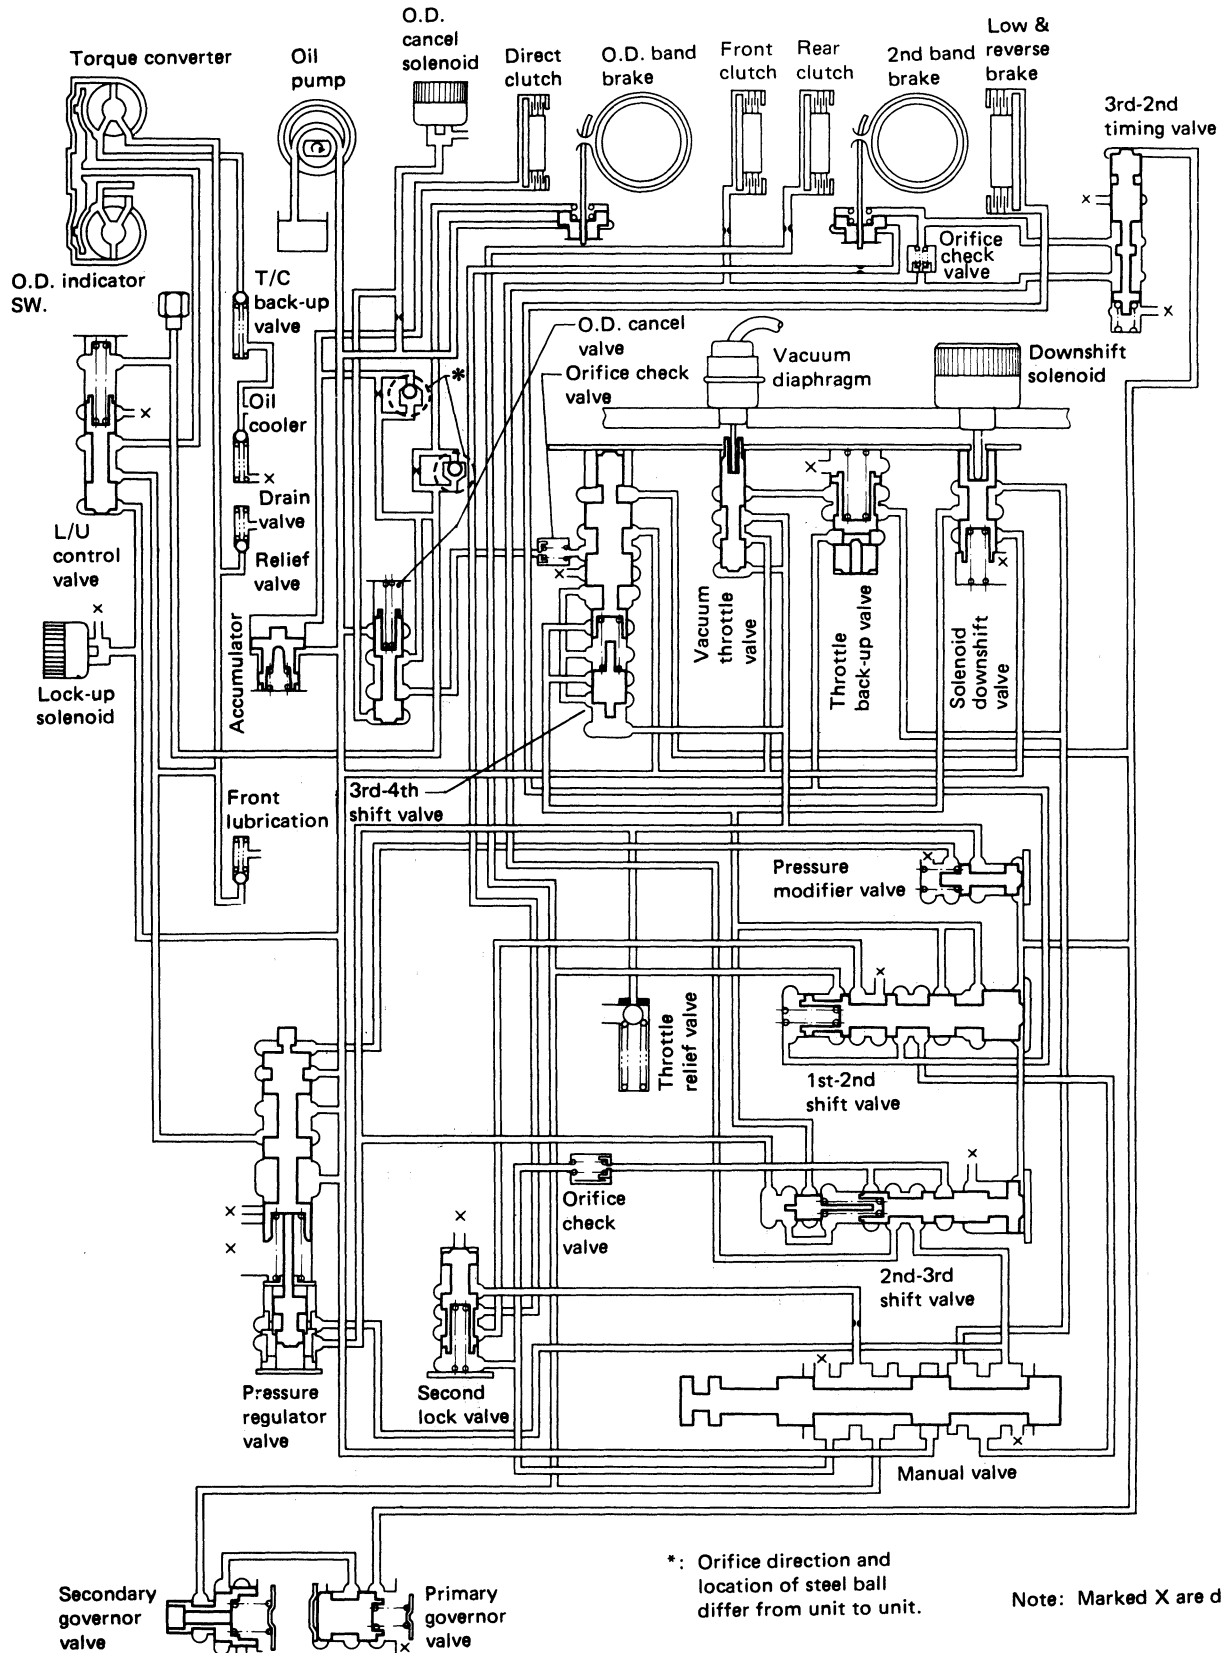 O.D.
cancel
solenoid
Torque converter
Oil
pump
Direct
clutch
O.D. band
brake
Front
clutch
Rear
clutch
2nd band
brake
Low &
reverse
brake
3rd-2nd
timing valve
O.D. indicator
SW.
T/C
back-up
valve
Orifice
check
valve
O.D. cancel
valve
Orifice check
valve
Vacuum
diaphragm
Downshift
solenoid
*
Oil
cooler
Drain
valve
Relief
valve
L/U
control
valve
Lock-up
solenoid
Accumulator
Vacuum
throttle
valve
Throttle
back-up valve
Solenoid
downshift
valve
3rd-4th
shift valve
Front
lubrication
Pressure
modifier valve
Throttle
relief valve
1st-2nd
shift valve
Orifice
check
valve
2nd-3rd
shift valve
Pressure
regulator
valve
Second
lock valve
Manual valve
Secondary
governor
valve
Primary
governor
valve
*: Orifice direction and
location of steel ball
differ from unit to unit.
Note: Marked X are d